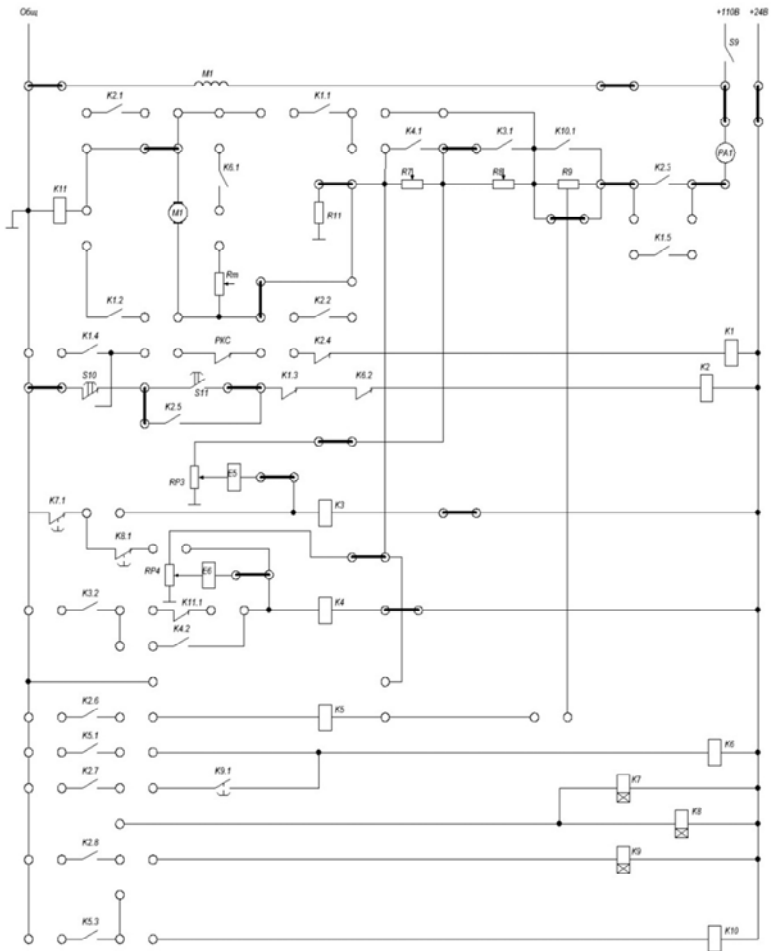 Общ
+110В
+24В
S9
M1
K2.1
K1.1
K4.1
K3.1
K10.1
PA1
K6.1
R7
R8
R9
K2.3
K11
M1
R11
K1.5
Rm
K1.2
K2.2
K1.4
РКС
K2.4
K1
S10
S11
K1.3
K6.2
K2
K2.5
RP3
E5
K7.1
K3
K8.1
RP4
E6
K3.2
K11.1
K4
K4.2
K2.6
K5
K5.1
K6
K2.7
K9.1
K7
K8
K2.8
K9
K5.3
K10